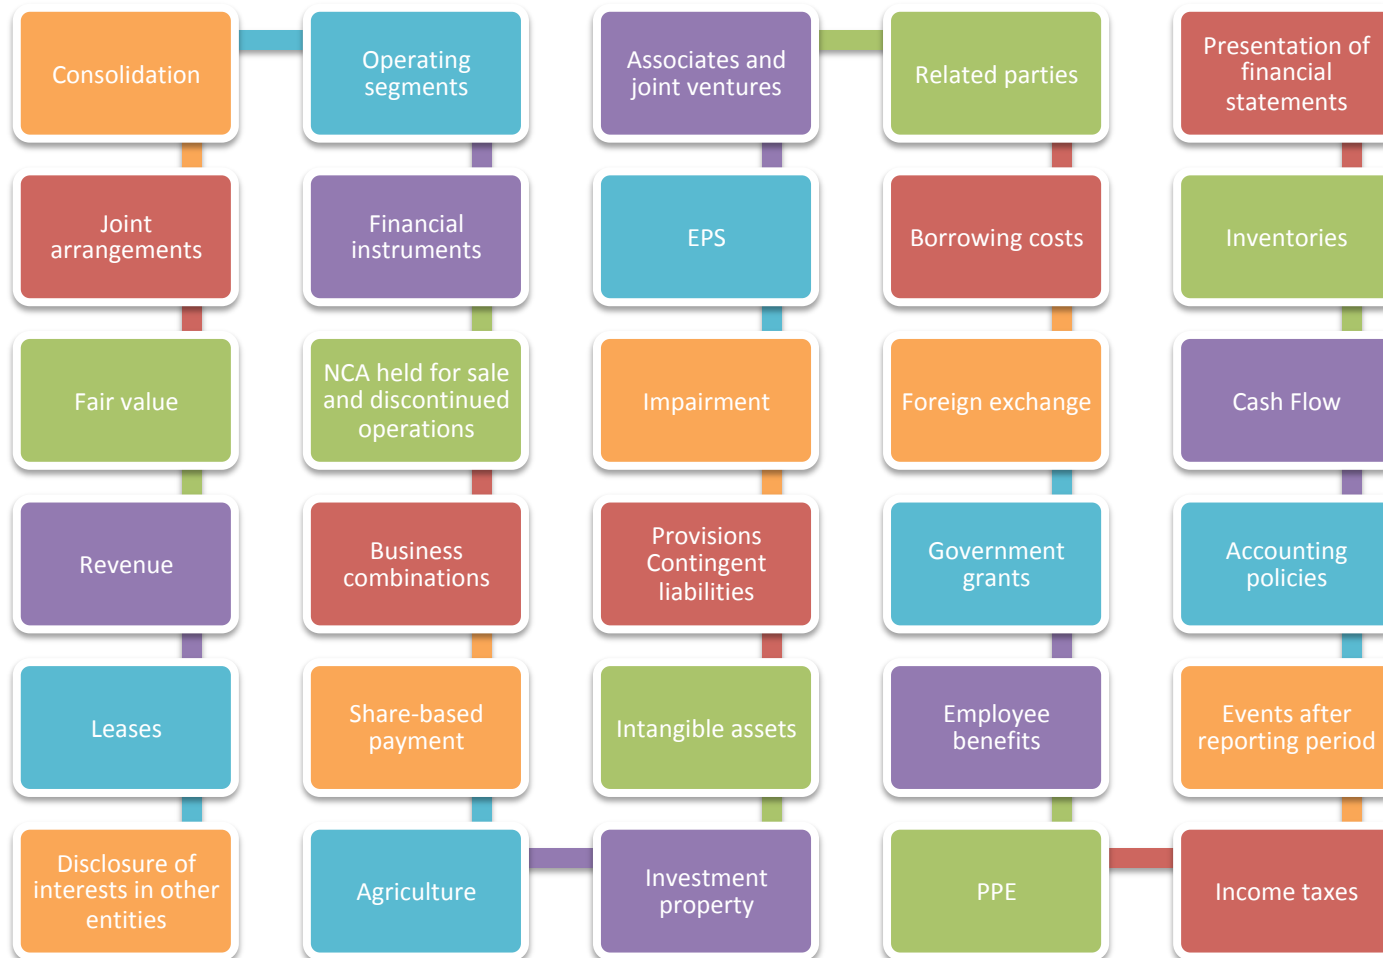 Consolidation
Operating
segments
Associates and
joint ventures
Related parties
Presentation of
financial
statements
Joint
arrangements
Financial
instruments
EPS
Borrowing costs
Inventories
Fair value
NCA held for sale
and discontinued
operations
Impairment
Foreign exchange
Cash Flow
Revenue
Business
combinations
Provisions
Contingent
liabilities
Government
grants
Accounting
policies
Leases
Share-based
payment
Intangible assets
Employee
benefits
Events after
reporting period
Disclosure of
interests in other
entities
Agriculture
Investment
property
PPE
Income taxes